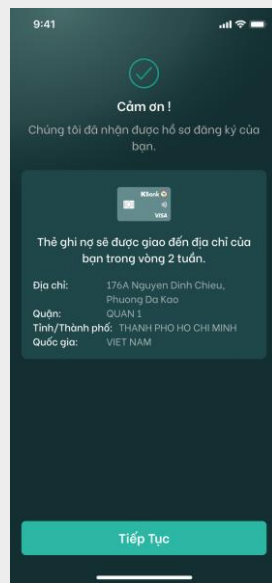 9:41
Cảm ơn !
Chúng tôi đã nhận được hồ sơ đăng ký của
bạn.
KBank
VISA
Thẻ ghi nợ sẽ được giao đến địa chỉ của
bạn trong vòng 2 tuần.
Địa chỉ: 176A Nguyen Dinh Chieu,
Phuong Da Kao
Quận: QUAN 1
Tỉnh/Thành phố: THANH PHO HO CHI MINH
Quốc gia: VIET NAM
Tiếp Tục